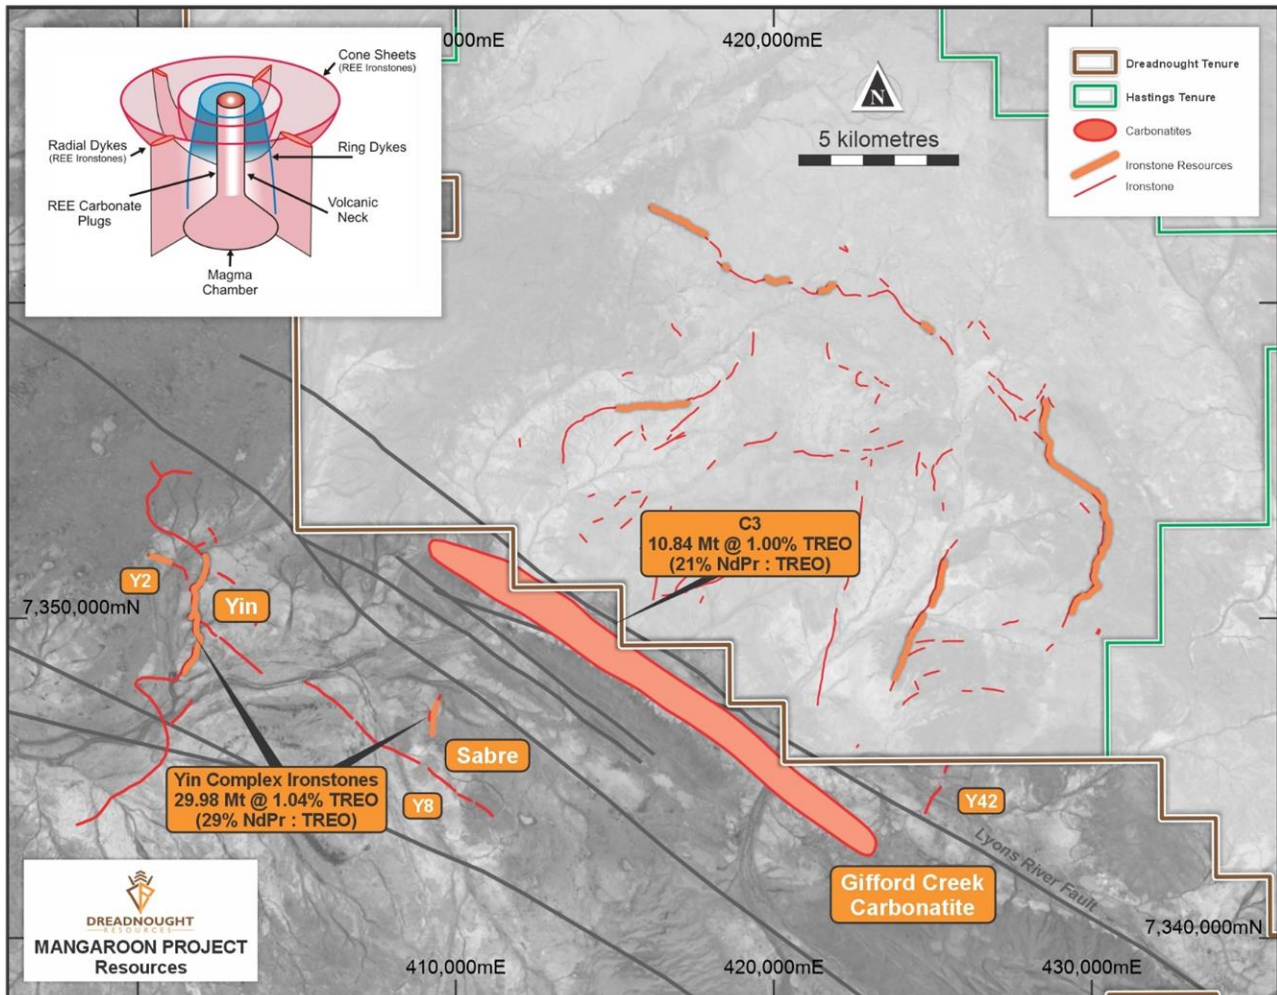 000mE
420,000mE
Cone Sheets
(REE Ironstones)
Radial Dykes
(REE Ironstones)
Ring Dykes
REE Carbonate
Plugs
Volcanic
Neck
Magma
Chamber
N
5 kilometres
Dreadnought Tenure
Hastings Tenure
Carbonatites
Ironstone Resources
Ironstone
C3
10.84 Mt @ 1.00% TREO
(21% NdPr : TREO)
Y2
Yin
7,350,000mN
Sabre
Yin Complex Ironstones
29.98 Mt @ 1.04% TREO
(29% NdPr : TREO)
Y8
Y42
Lyons River Fault
Gifford Creek
Carbonatite
DREADNOUGHT
RESOURCES
MANGAROON PROJECT
Resources
7,340,000mN
410,000mE
420,000mE
430,000mE